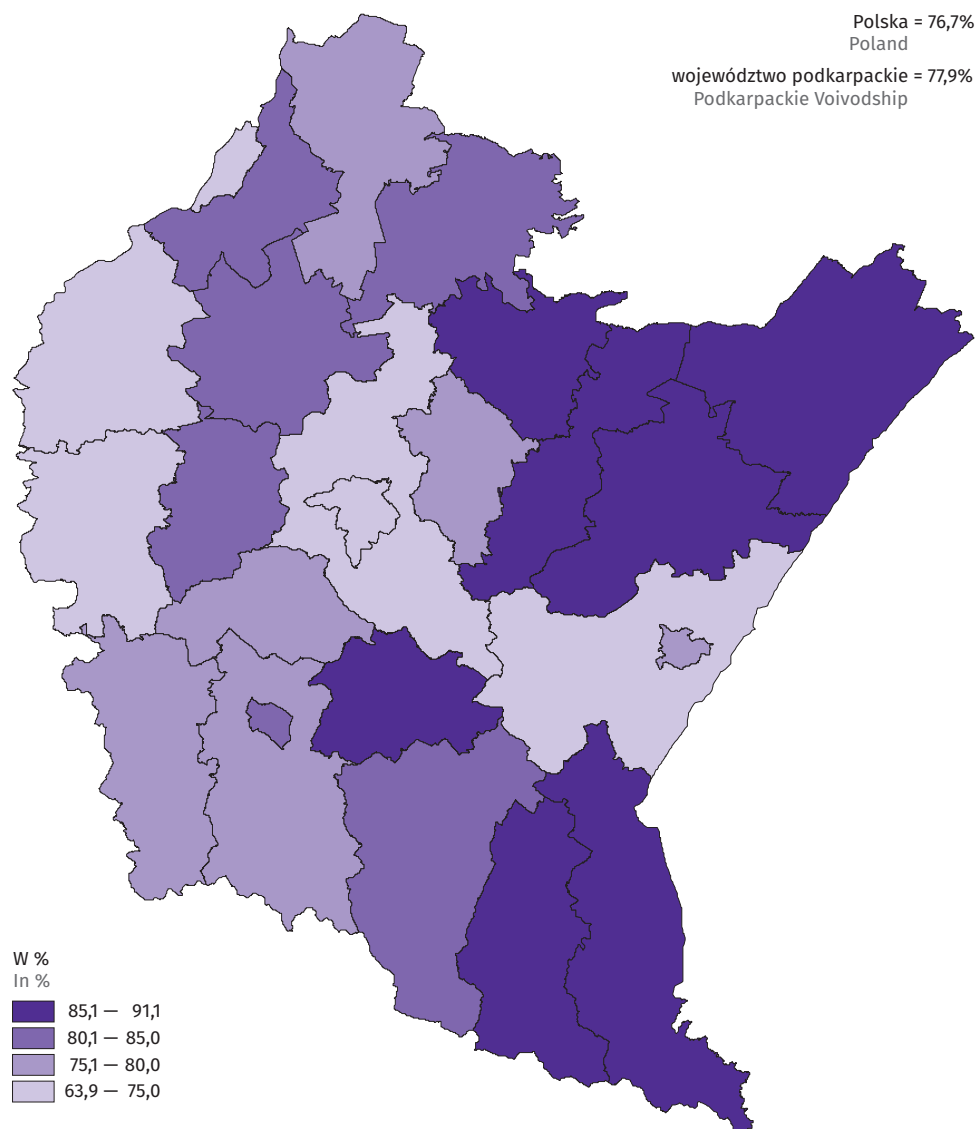 Polska = 76,7%
Poland
województwo podkarpackie = 77,9%
Podkarpackie Voivodship
W %
In %
85,1 — 91,1
80,1 — 85,0
75,1 — 80,0
63,9 — 75,0